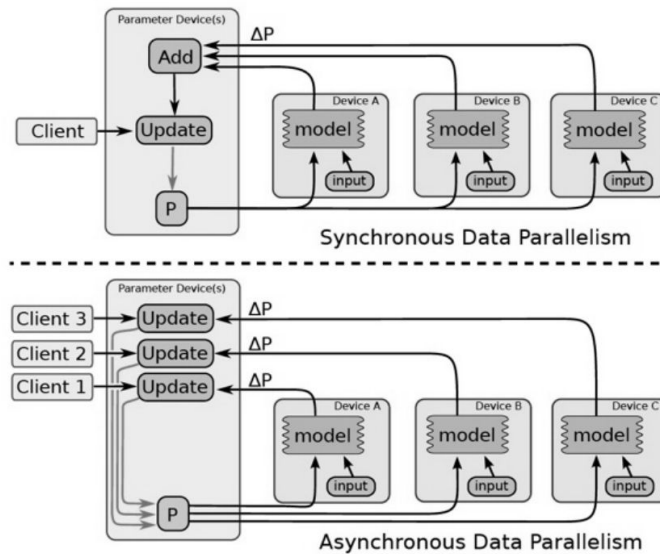 Parameter Device(s)
ΔP
Add
Device A
Device B
Device C
Client
Update
model
model
model
input
input
input
P
Synchronous Data Parallelism
Parameter Device(s)
Client 3
Update
ΔP
Client 2
Update
ΔP
Client 1
Update
ΔP
Device A
Device B
Device C
model
model
model
input
input
input
P
Asynchronous Data Parallelism